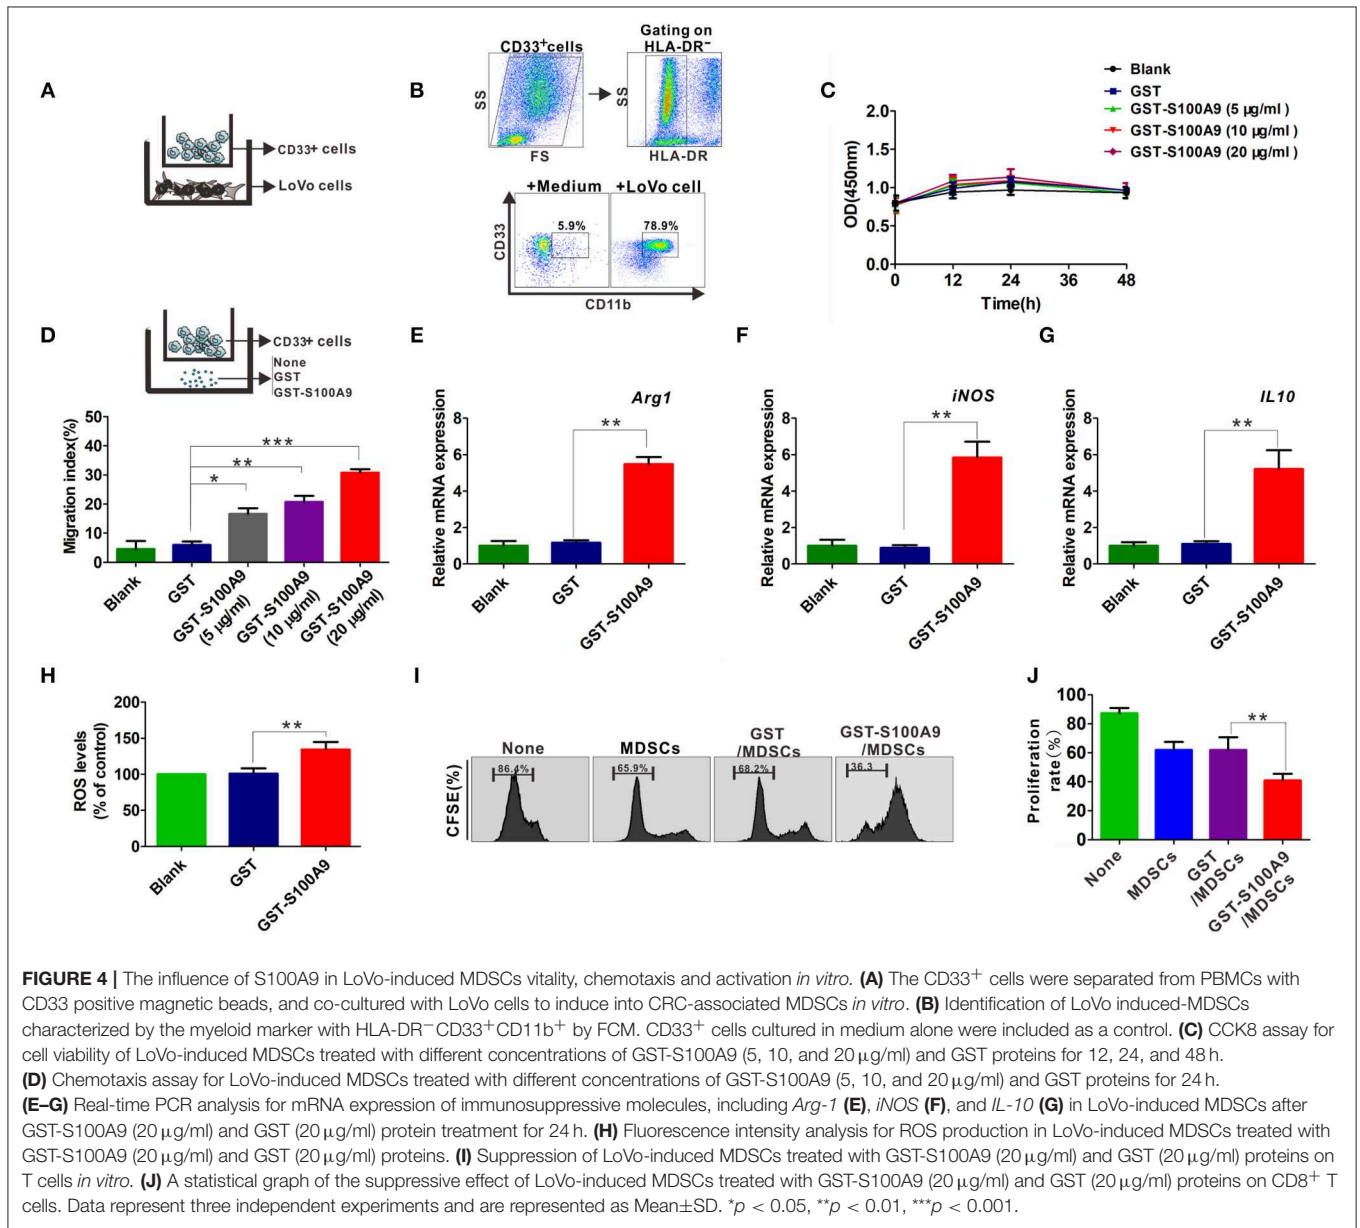 A
CD33+ cells
LoVo cells
B
CD33+cells
SS
FS
Gating on
HLA-DR−
SS
HLA-DR
+Medium
+LoVo cell
5.9%
78.9%
CD33
CD11b
C
Blank
GST
GST-S100A9 (5 µg/ml )
GST-S100A9 (10 µg/ml )
GST-S100A9 (20 µg/ml )
OD(450nm)
2.0
1.5
1.0
0.5
0.0
0 12 24 36 48
Time(h)
D
CD33+ cells
None
GST
GST-S100A9
Migration index(%)
50
40
30
20
10
0
*
**
***
Blank
GST
GST-S100A9
(5 µg/ml)
GST-S100A9
(10 µg/ml)
GST-S100A9
(20 µg/ml)
E
Arg1
Relative mRNA expression
8
6
4
2
0
**
Blank
GST
GST-S100A9
F
iNOS
Relative mRNA expression
8
6
4
2
0
**
Blank
GST
GST-S100A9
G
IL10
Relative mRNA expression
8
6
4
2
0
**
Blank
GST
GST-S100A9
H
ROS levels
(% of control)
200
150
100
50
0
**
Blank
GST
GST-S100A9
I
CFSE(%)
None
86.4%
MDSCs
65.9%
GST
/MDSCs
68.2%
GST-S100A9
/MDSCs
36.3
J
Proliferation
rate(%)
100
80
60
40
20
0
**
None
MDSCs
GST
/MDSCs
GST-S100A9
/MDSCs
FIGURE 4 | The influence of S100A9 in LoVo-induced MDSCs vitality, chemotaxis and activation in vitro. (A) The CD33+ cells were separated from PBMCs with
CD33 positive magnetic beads, and co-cultured with LoVo cells to induce into CRC-associated MDSCs in vitro. (B) Identification of LoVo induced-MDSCs
characterized by the myeloid marker with HLA-DR−CD33+CD11b+ by FCM. CD33+ cells cultured in medium alone were included as a control. (C) CCK8 assay for
cell viability of LoVo-induced MDSCs treated with different concentrations of GST-S100A9 (5, 10, and 20 µg/ml) and GST proteins for 12, 24, and 48 h.
(D) Chemotaxis assay for LoVo-induced MDSCs treated with different concentrations of GST-S100A9 (5, 10, and 20 µg/ml) and GST proteins for 24 h.
(E–G) Real-time PCR analysis for mRNA expression of immunosuppressive molecules, including Arg-1 (E), iNOS (F), and IL-10 (G) in LoVo-induced MDSCs after
GST-S100A9 (20 µg/ml) and GST (20 µg/ml) protein treatment for 24 h. (H) Fluorescence intensity analysis for ROS production in LoVo-induced MDSCs treated with
GST-S100A9 (20 µg/ml) and GST (20 µg/ml) proteins. (I) Suppression of LoVo-induced MDSCs treated with GST-S100A9 (20 µg/ml) and GST (20 µg/ml) proteins on
T cells in vitro. (J) A statistical graph of the suppressive effect of LoVo-induced MDSCs treated with GST-S100A9 (20 µg/ml) and GST (20 µg/ml) proteins on CD8+ T
cells. Data represent three independent experiments and are represented as Mean±SD. *p < 0.05, **p < 0.01, ***p < 0.001.